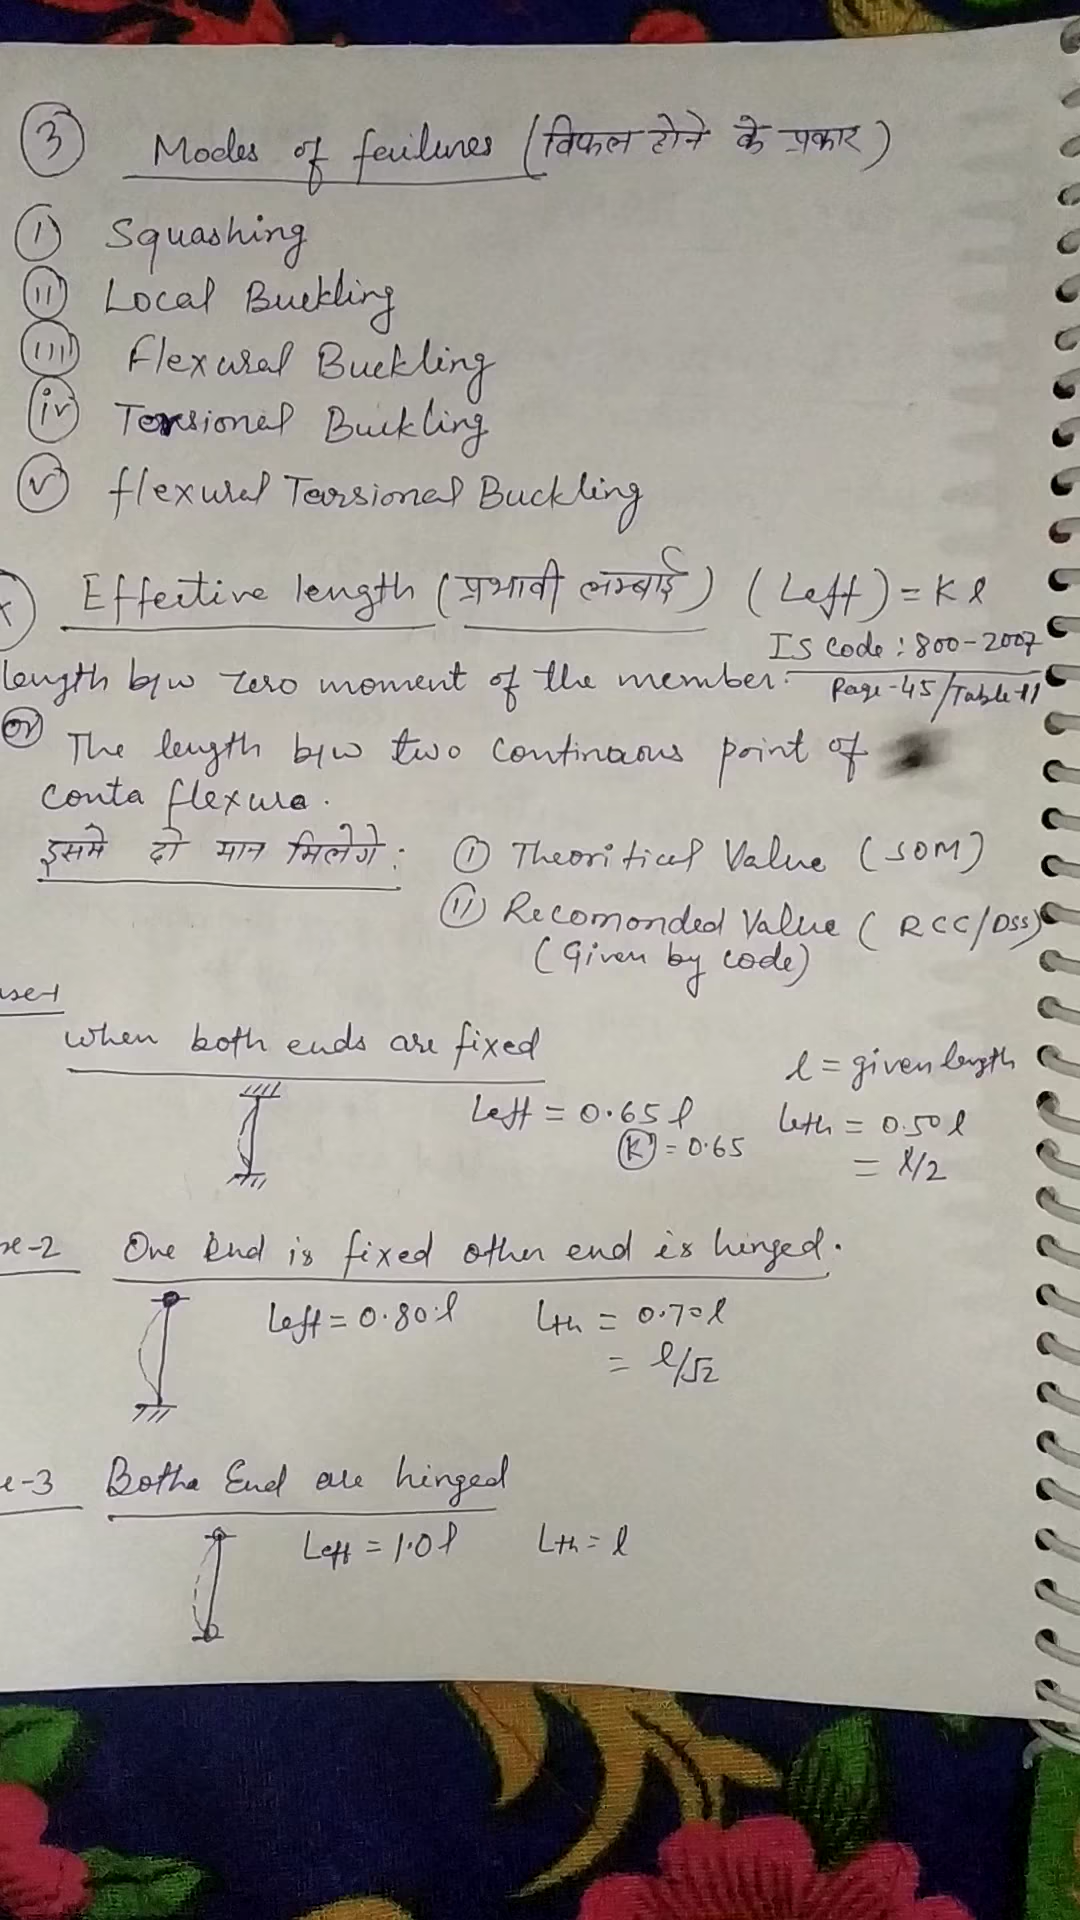 ③ Modes of feilures (विफल होने के प्रकार)
(i) Squashing
(ii) Local Buckling
(iii) flexural Buckling
(iv) Torsional Buckling
(v) flexural Torsional Buckling
Effective length (प्रभावी लम्बाई) (Leff) = K l
IS code : 800-2007
length b/w zero moment of the member. Page-45/Table-11
(or) The length b/w two continuous point of
conta flexure.
इसमे दो मान मिलेगे : (i) Theoritical Value (SOM)
(ii) Recomonded Value (RCC/DSS)
(Given by code)
when both ends are fixed
l = given length
Leff = 0.65 l Leth = 0.50 l
(K) = 0.65 = l/2
One End is fixed other end is hinged.
Leff = 0.80 l Lth = 0.70 l
= l/√2
-3 Botha End are hinged
Leff = 1.0 l Lth = l